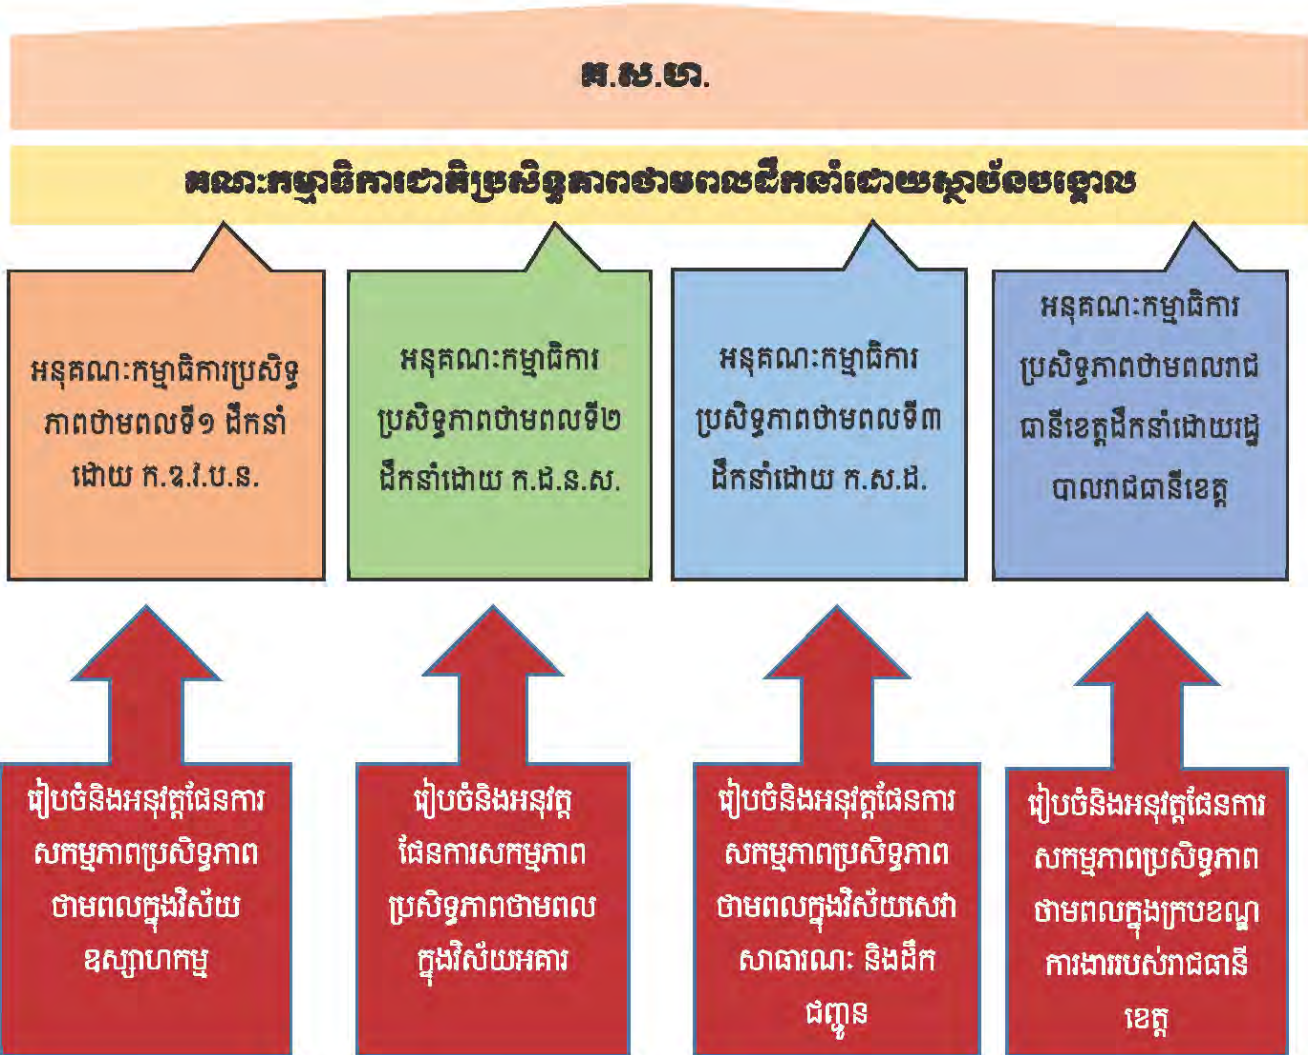 គ.ស.ហ.
គណៈកម្មាធិការជាតិប្រសិទ្ធភាពថាមពលដឹកនាំដោយស្ថាប័នបង្គោល
អនុគណៈកម្មាធិការប្រសិទ្ធ
ភាពថាមពលទី១ ដឹកនាំ
ដោយ ក.ឧ.វ.ប.ន.
អនុគណៈកម្មាធិការ
ប្រសិទ្ធភាពថាមពលទី២
ដឹកនាំដោយ ក.ដ.ន.ស.
អនុគណៈកម្មាធិការ
ប្រសិទ្ធភាពថាមពលទី៣
ដឹកនាំដោយ ក.ស.ដ.
អនុគណៈកម្មាធិការ
ប្រសិទ្ធភាពថាមពលរាជ
ធានីខេត្តដឹកនាំដោយរដ្ឋ
បាលរាជធានីខេត្ត
រៀបចំនិងអនុវត្តផែនការ
សកម្មភាពប្រសិទ្ធភាព
ថាមពលក្នុងវិស័យ
ឧស្សាហកម្ម
រៀបចំនិងអនុវត្ត
ផែនការសកម្មភាព
ប្រសិទ្ធភាពថាមពល
ក្នុងវិស័យអគារ
រៀបចំនិងអនុវត្តផែនការ
សកម្មភាពប្រសិទ្ធភាព
ថាមពលក្នុងវិស័យសេវា
សាធារណៈ និងដឹក
ជញ្ជូន
រៀបចំនិងអនុវត្តផែនការ
សកម្មភាពប្រសិទ្ធភាព
ថាមពលក្នុងក្របខណ្ឌ
ការងាររបស់រាជធានី
ខេត្ត